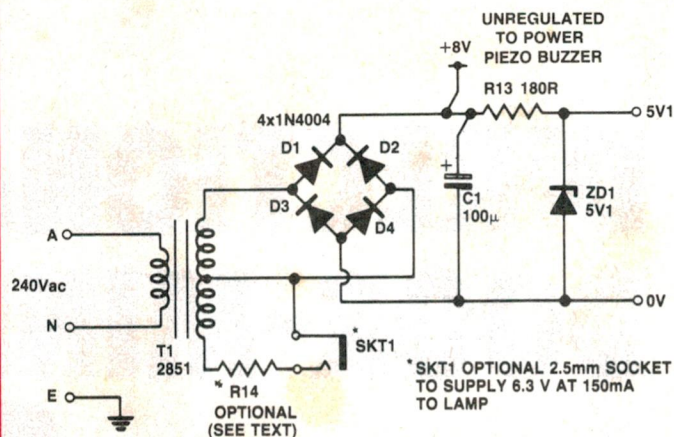 UNREGULATED
TO POWER
PIEZO BUZZER
+8V
R13 180R
5V1
4x1N4004
D1
D2
+
C1
100μ
ZD1
5V1
D3
D4
A
240Vac
N
T1
2851
0V
*
SKT1
* R14
OPTIONAL
(SEE TEXT)
E
*SKT1 OPTIONAL 2.5mm SOCKET
TO SUPPLY 6.3 V AT 150mA
TO LAMP